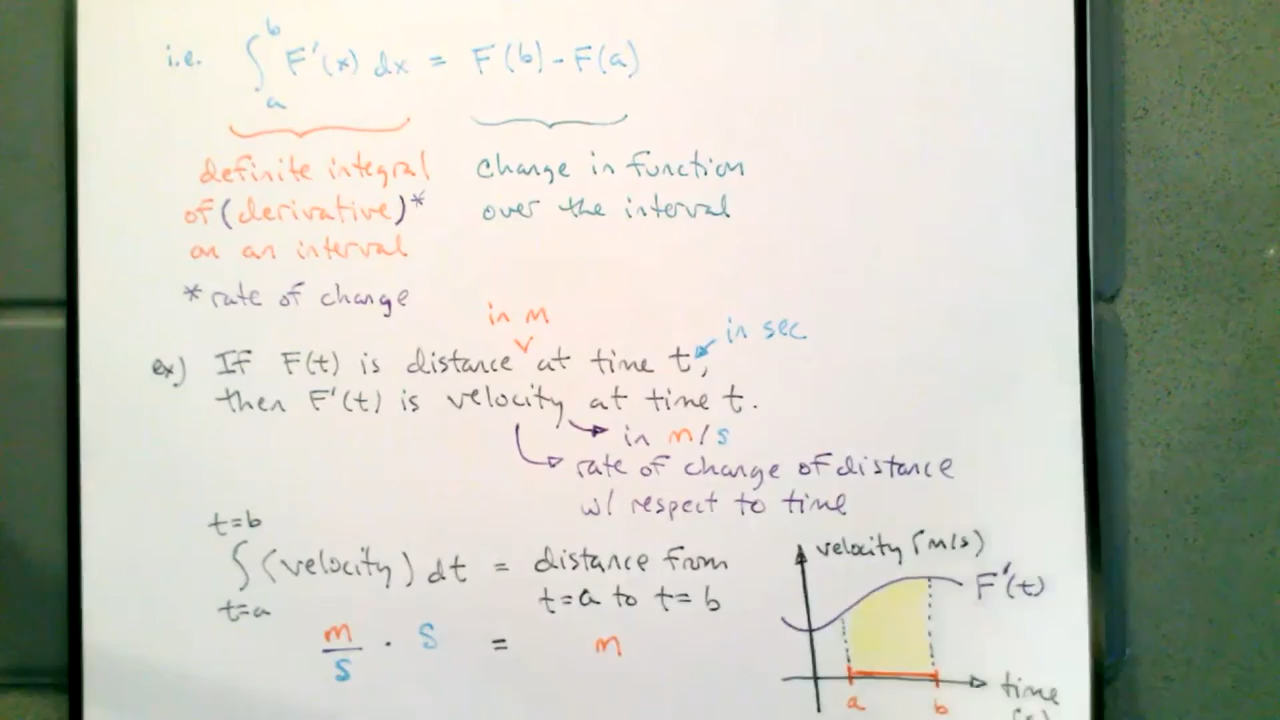 i.e. ∫_a^b F'(x) dx = F(b) - F(a)
definite integral
of (derivative)*
on an interval
change in function
over the interval
* rate of change
in m
in sec
ex) If F(t) is distance at time t,
then F'(t) is velocity at time t.
in m/s
rate of change of distance
w/ respect to time
t=b
∫ (velocity) dt = distance from
t=a
t=a to t=b
m/s · s = m
velocity (m/s)
F'(t)
time
a b